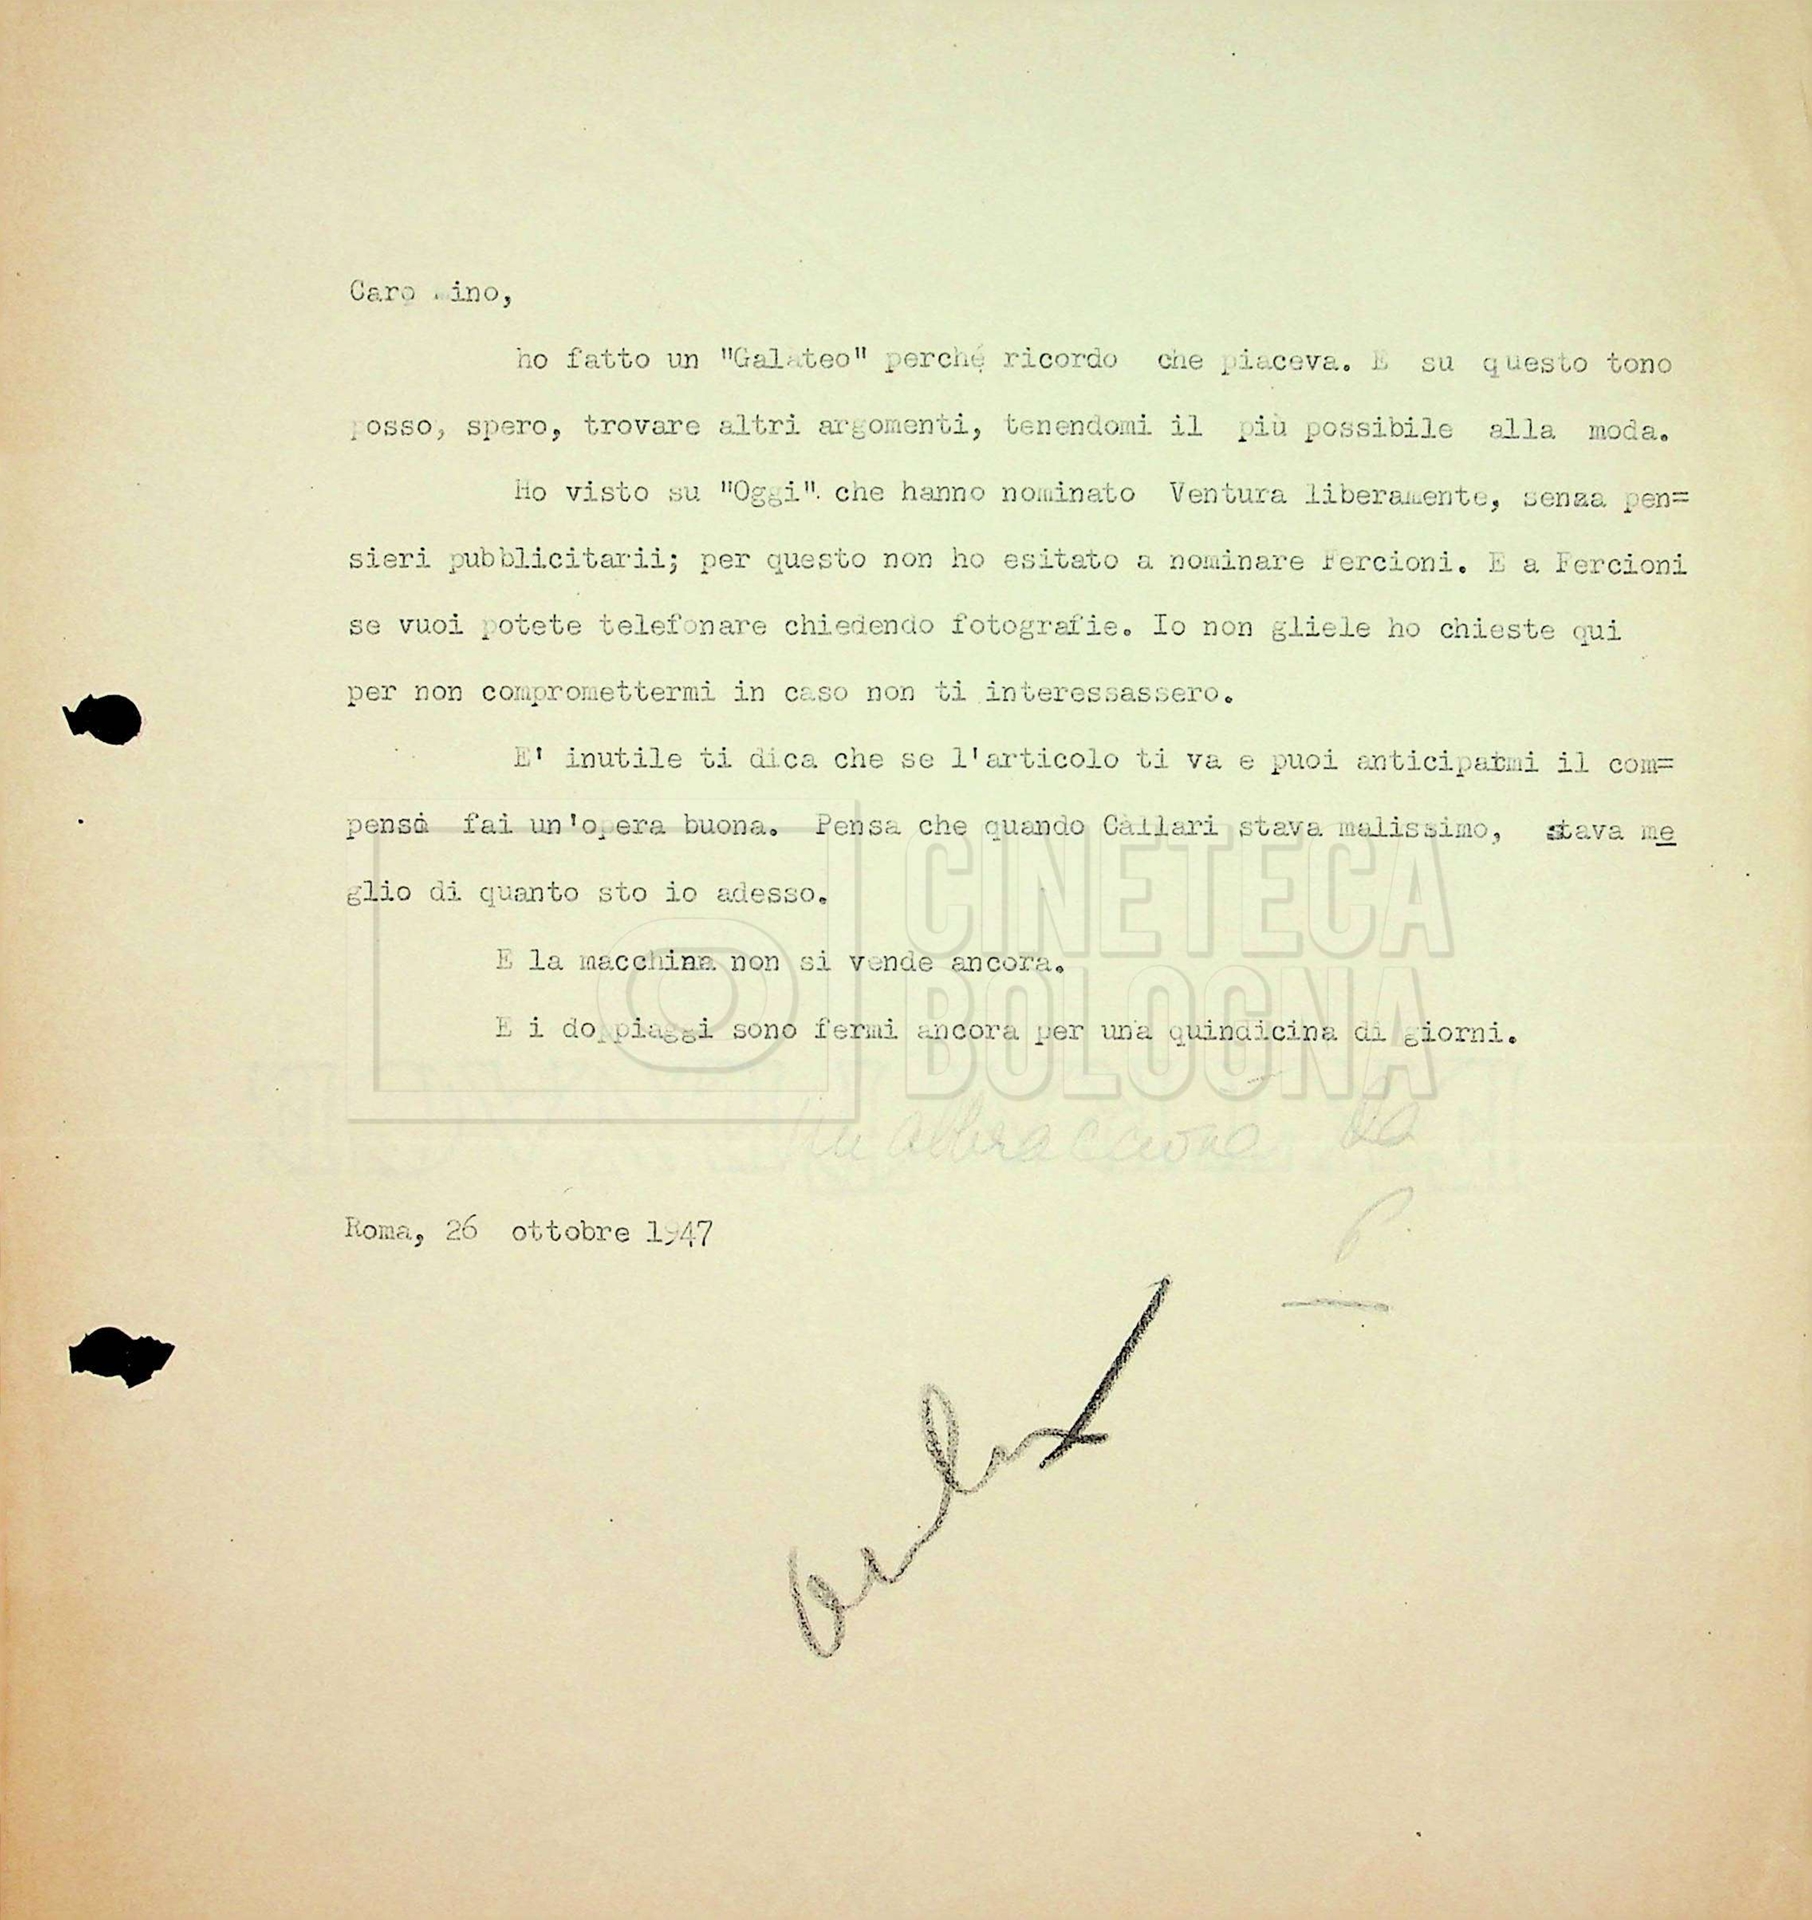 Caro Mino,
ho fatto un "Galateo" perché ricordo che piaceva. E su questo tono
posso, spero, trovare altri argomenti, tenendomi il più possibile alla moda.
Ho visto su "Oggi" che hanno nominato Ventura liberamente, senza pen=
sieri pubblicitarii; per questo non ho esitato a nominare Fercioni. E a Fercioni
se vuoi potete telefonare chiedendo fotografie. Io non gliele ho chieste qui
per non compromettermi in caso non ti interessassero.
E' inutile ti dica che se l'articolo ti va e puoi anticiparmi il com=
penso fai un'opera buona. Pensa che quando Càllari stava malissimo, stava me
glio di quanto sto io adesso.
E la macchina non si vende ancora.
E i doppiaggi sono fermi ancora per una quindicina di giorni.
CINETECA
BOLOGNA
Un abbraccione da
Roma, 26 ottobre 1947